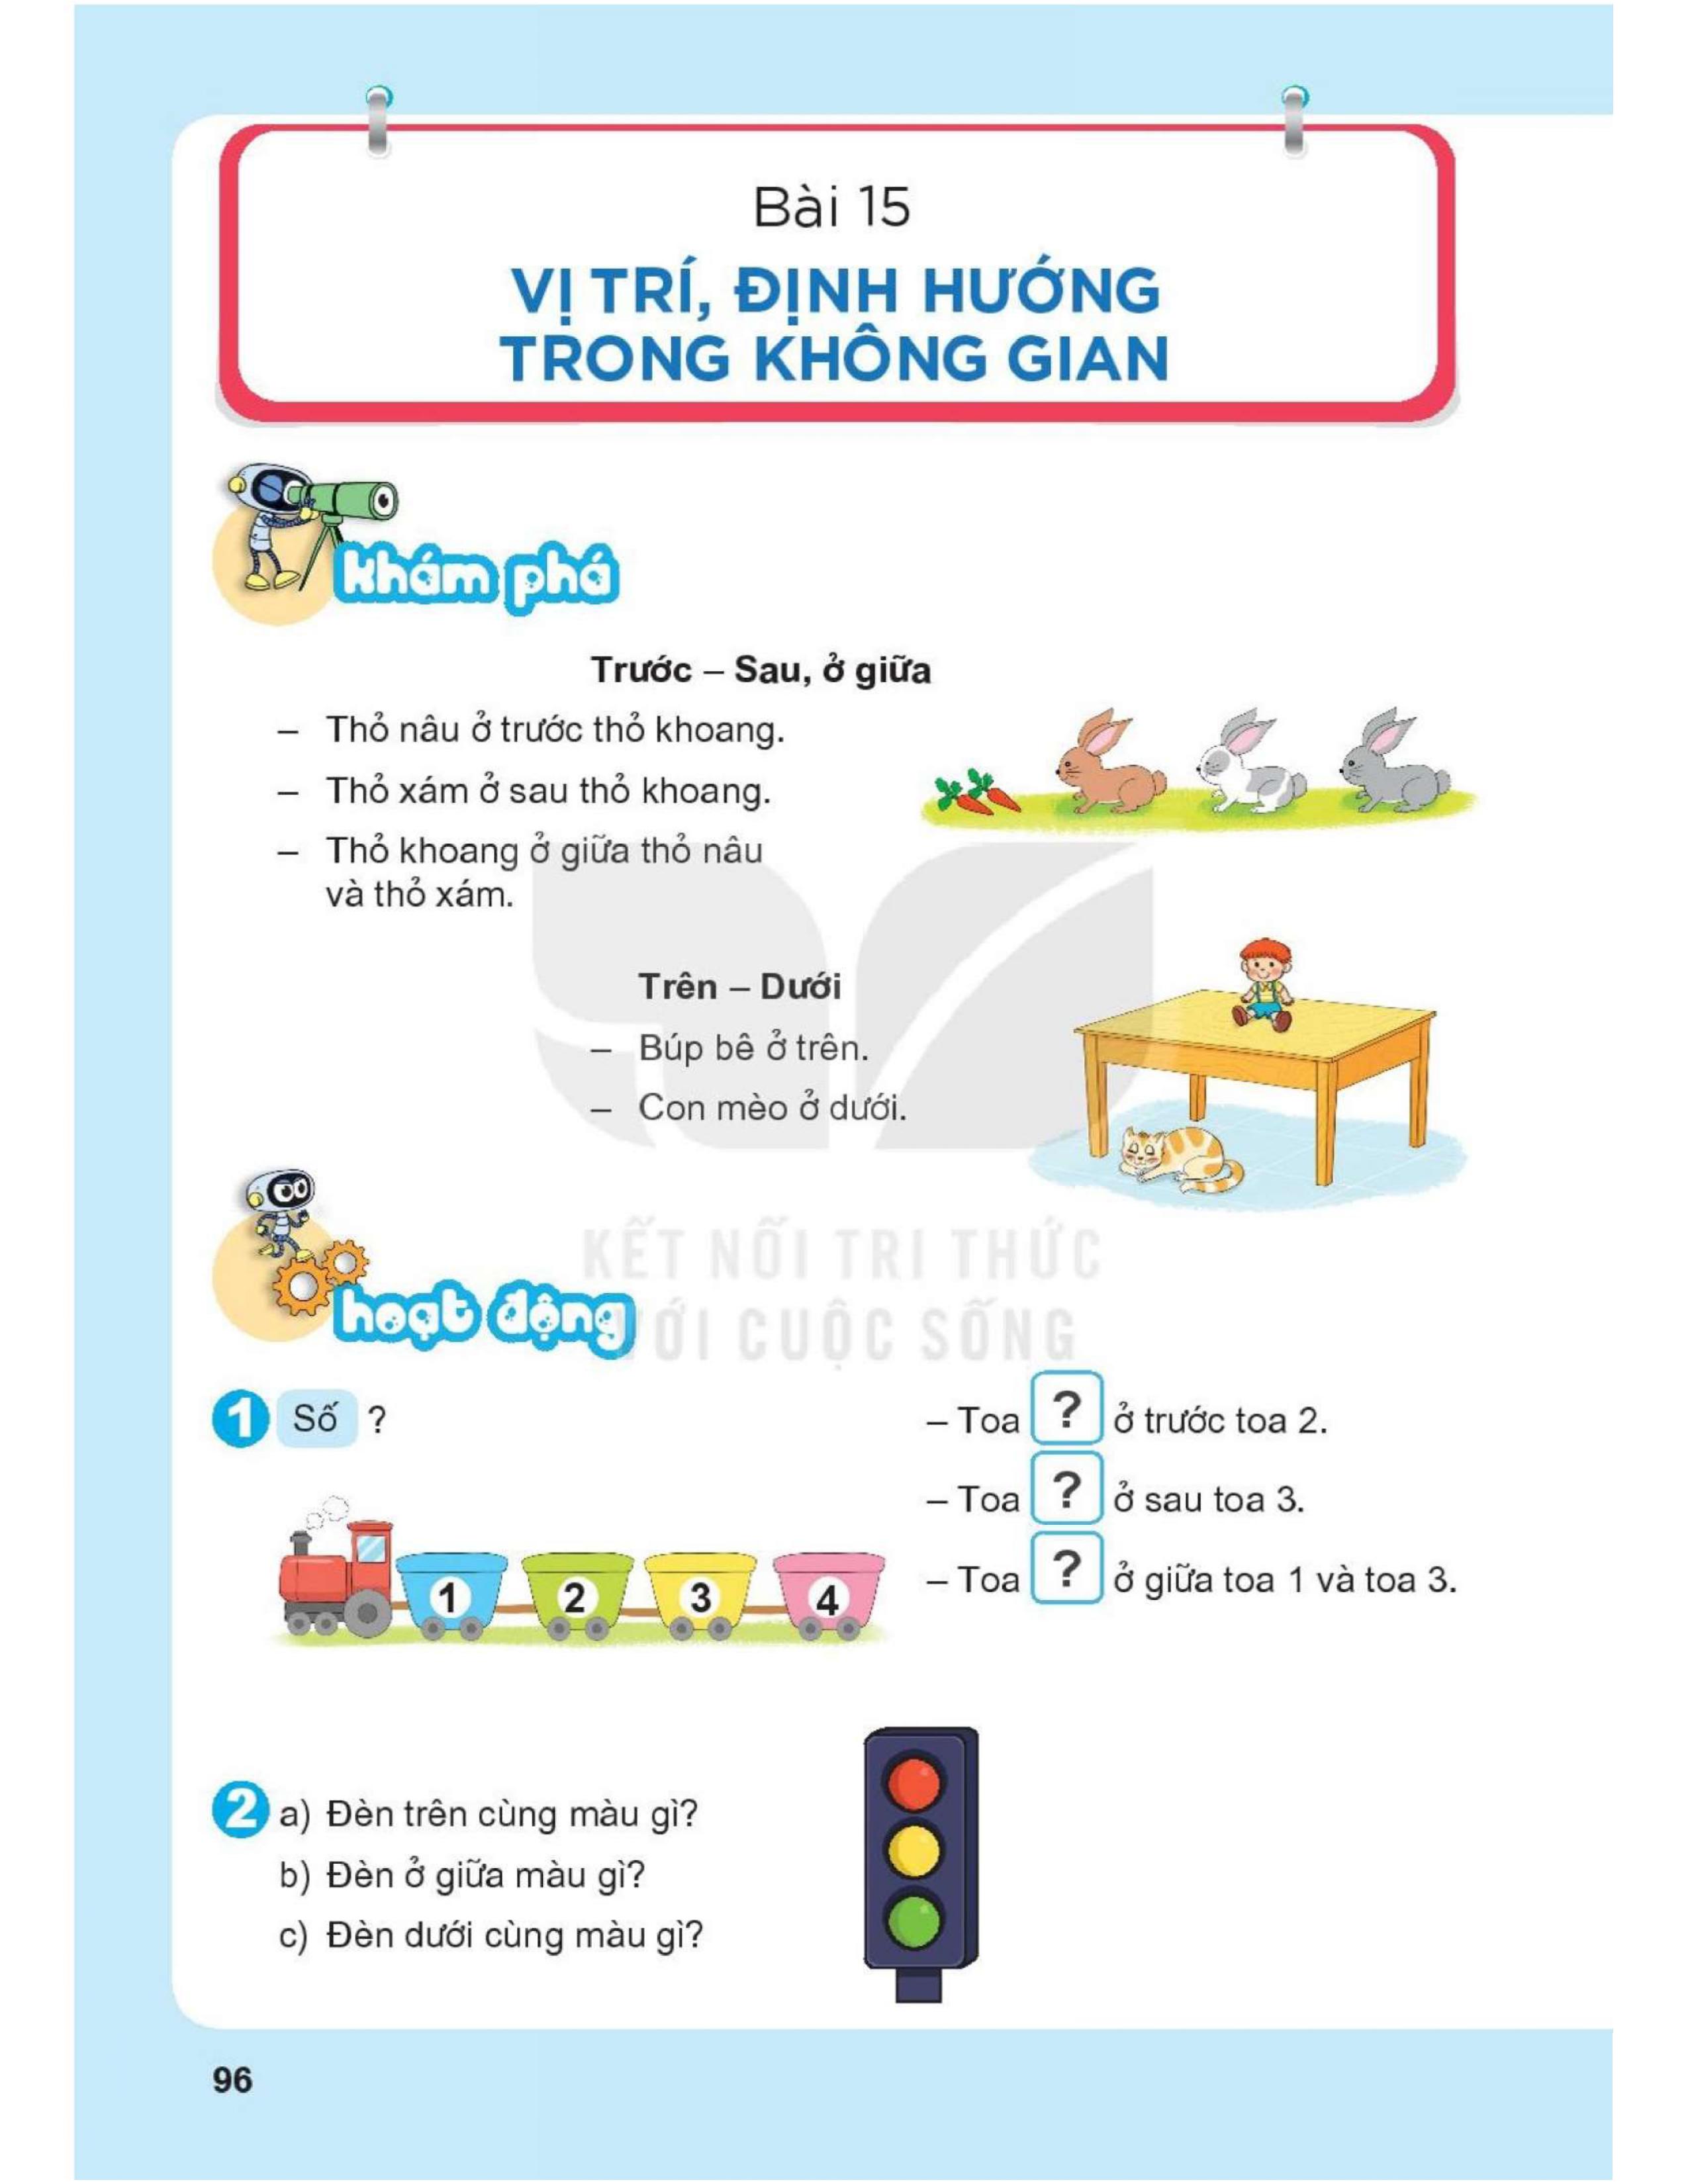 Bài 15
VỊ TRÍ, ĐỊNH HƯỚNG
TRONG KHÔNG GIAN
khám phá
Trước – Sau, ở giữa
– Thỏ nâu ở trước thỏ khoang.
– Thỏ xám ở sau thỏ khoang.
– Thỏ khoang ở giữa thỏ nâu
và thỏ xám.
Trên – Dưới
– Búp bê ở trên.
– Con mèo ở dưới.
KẾT NỐI TRI THỨC
VỚI CUỘC SỐNG
hoạt động
1 Số ?
– Toa ? ở trước toa 2.
– Toa ? ở sau toa 3.
– Toa ? ở giữa toa 1 và toa 3.
1 2 3 4
2 a) Đèn trên cùng màu gì?
b) Đèn ở giữa màu gì?
c) Đèn dưới cùng màu gì?
96